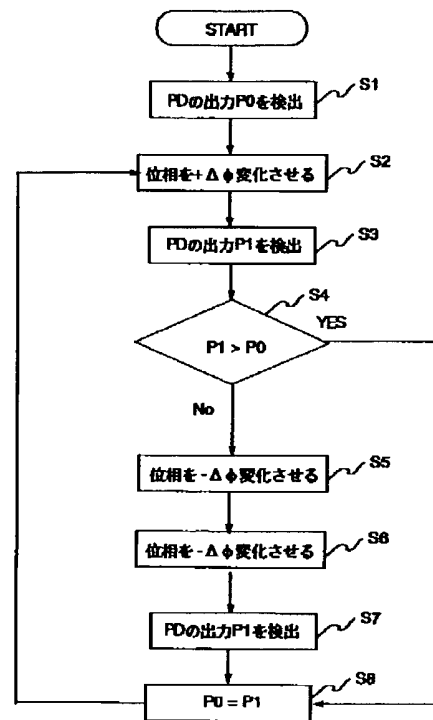 START
S1
PDの出力P0を検出
S2
位相を+Δφ変化させる
S3
PDの出力P1を検出
S4
P1 > P0
YES
No
S5
位相を-Δφ変化させる
S6
位相を-Δφ変化させる
S7
PDの出力P1を検出
S8
P0 = P1